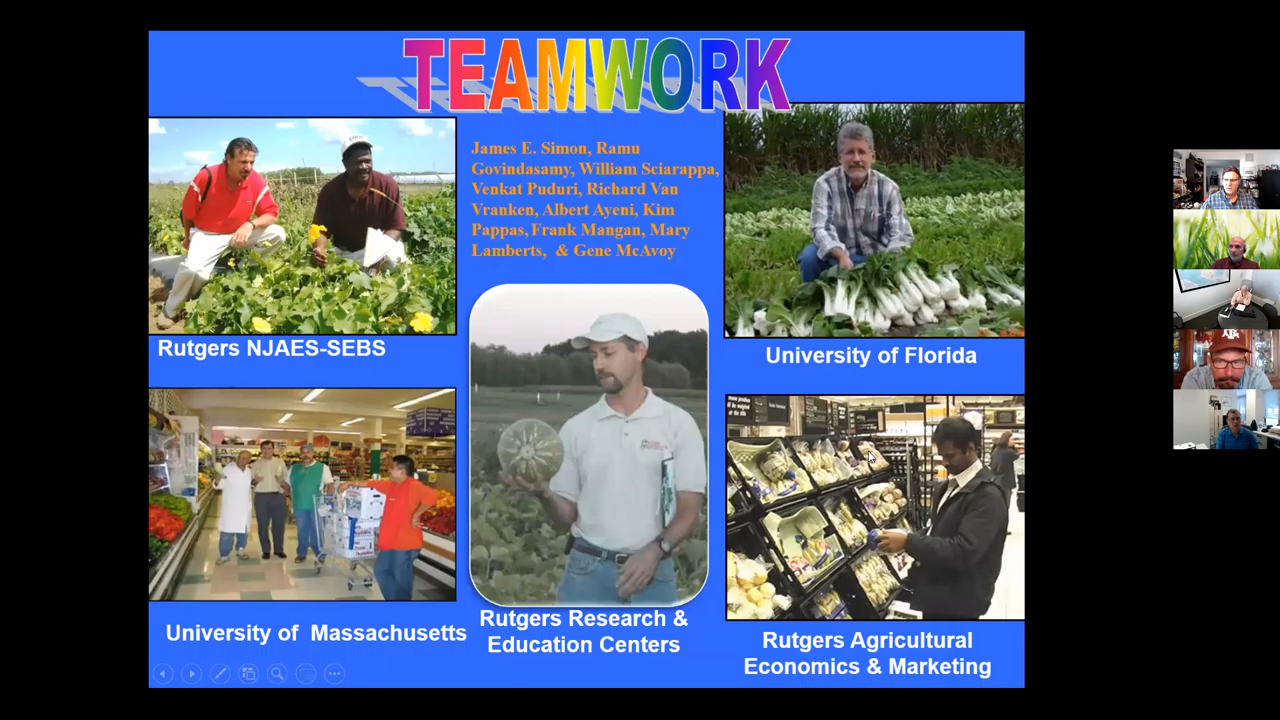 TEAMWORK
James E. Simon, Ramu
Govindasamy, William Sciarappa,
Venkat Puduri, Richard Van
Vranken, Albert Ayeni, Kim
Pappas, Frank Mangan, Mary
Lamberts, & Gene McAvoy
Rutgers NJAES-SEBS
University of Florida
University of Massachusetts
Rutgers Research &
Education Centers
Rutgers Agricultural
Economics & Marketing